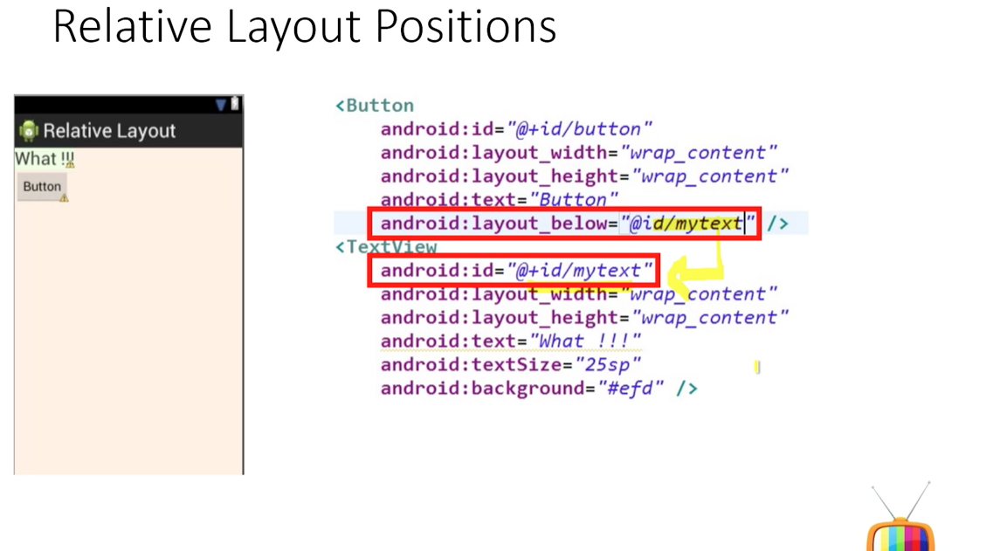 Relative Layout Positions
Relative Layout
What !!!
Button
<Button
android:id="@+id/button"
android:layout_width="wrap_content"
android:layout_height="wrap_content"
android:text="Button"
android:layout_below="@id/mytext" />
<TextView
android:id="@+id/mytext"
android:layout_width="wrap_content"
android:layout_height="wrap_content"
android:text="What !!!"
android:textSize="25sp"
android:background="#efd" />